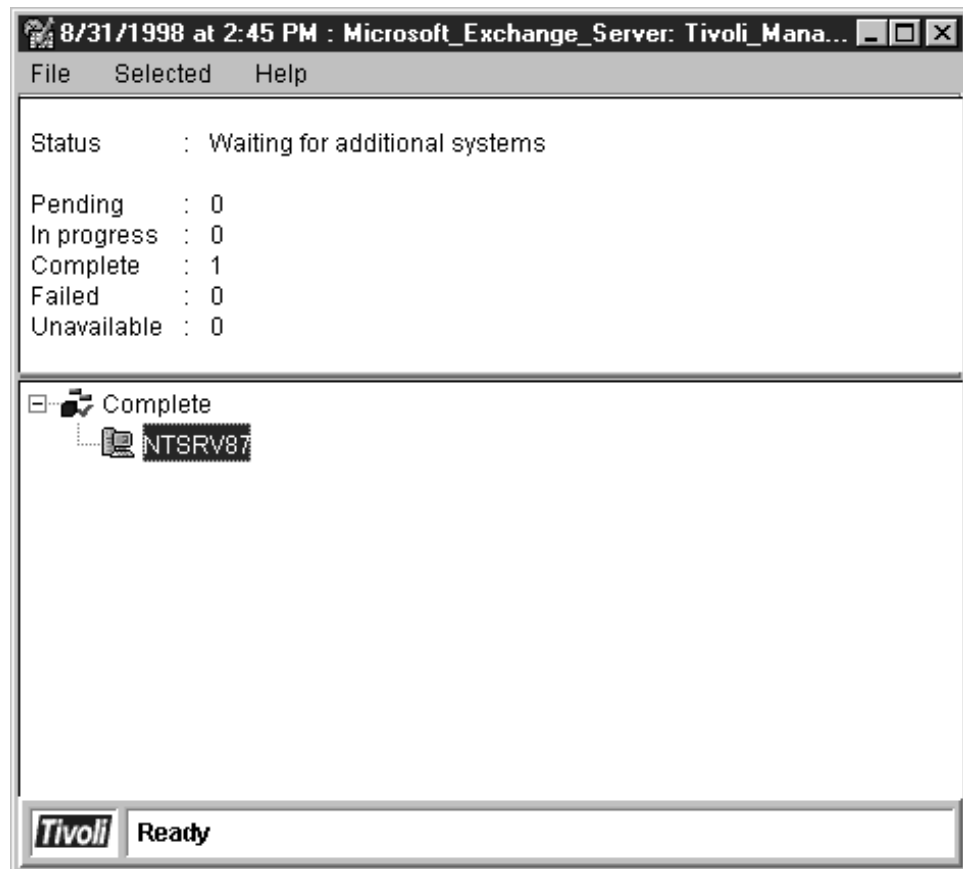 8/31/1998 at 2:45 PM : Microsoft_Exchange_Server: Tivoli_Mana...
File Selected Help
Status : Waiting for additional systems
Pending : 0
In progress : 0
Complete : 1
Failed : 0
Unavailable : 0
Complete
NTSRV87
Tivoli Ready